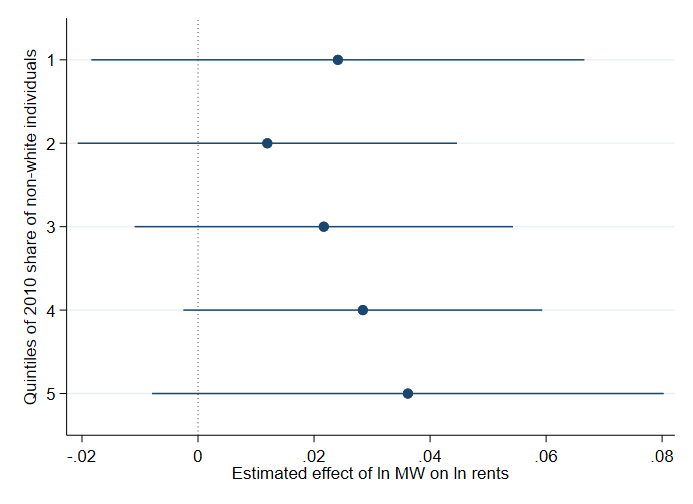 Quintiles of 2010 share of non-white individuals
1
2
3
4
5
-.02 0 .02 .04 .06 .08
Estimated effect of ln MW on ln rents